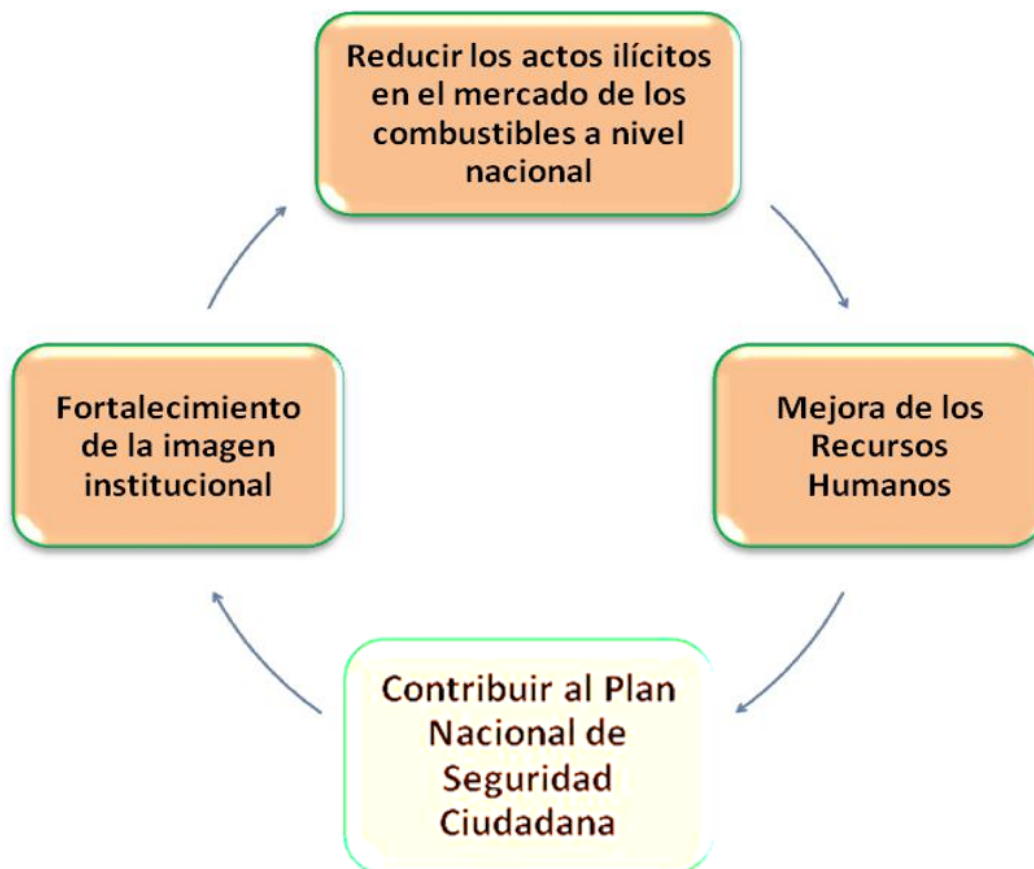 Reducir los actos ilícitos
en el mercado de los
combustibles a nivel
nacional
Fortalecimiento
de la imagen
institucional
Mejora de los
Recursos
Humanos
Contribuir al Plan
Nacional de
Seguridad
Ciudadana